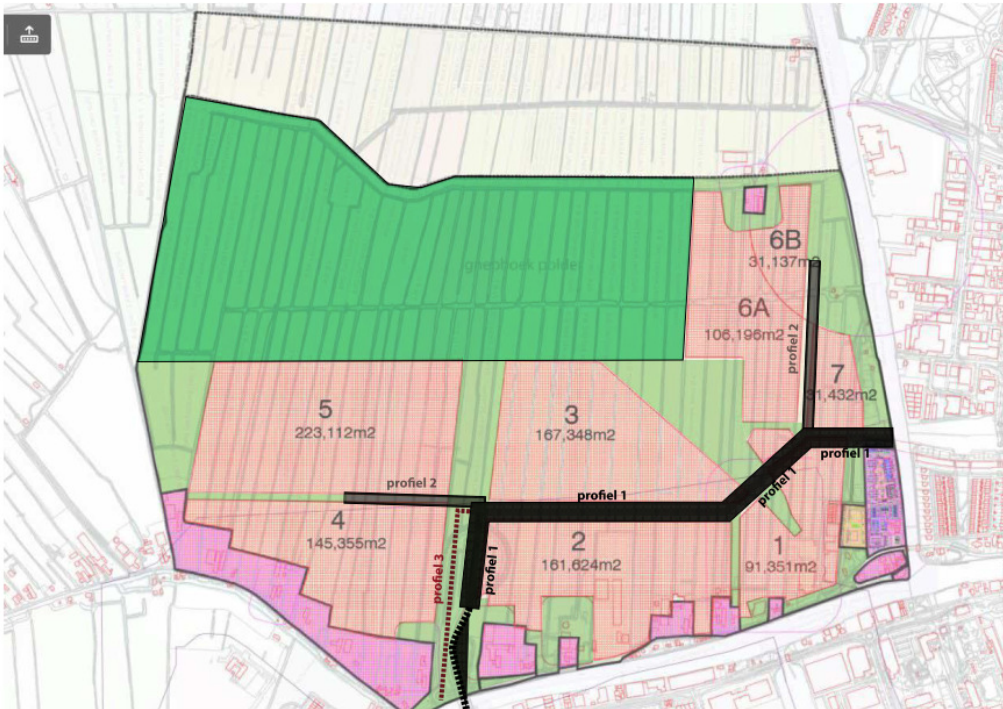 6B
31,137m2
6A
106,196m2
profiel 2
7
31,432m2
5
223,112m2
3
167,348m2
profiel 1
profiel 1
profiel 2
profiel 1
4
145,355m2
2
161,624m2
1
91,351m2
profiel 3
profiel 1